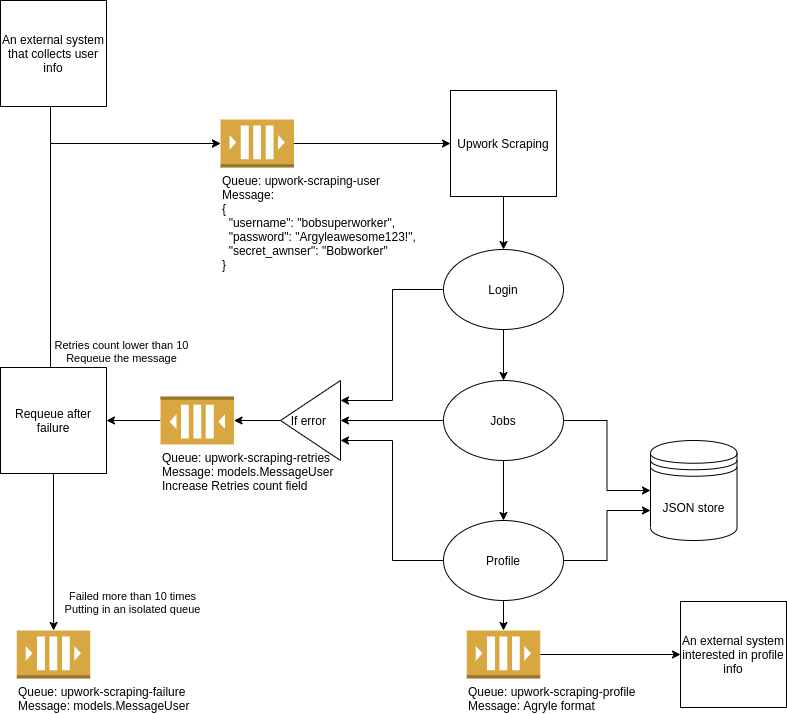 An external system
that collects user
info
Upwork Scraping
Queue: upwork-scraping-user
Message:
{
"username": "bobsuperworker",
"password": "Argyleawesome123!",
"secret_awnser": "Bobworker"
}
Login
Retries count lower than 10
Requeue the message
Requeue after
failure
If error
Jobs
Queue: upwork-scraping-retries
Message: models.MessageUser
Increase Retries count field
JSON store
Profile
Failed more than 10 times
Putting in an isolated queue
An external system
interested in profile
info
Queue: upwork-scraping-failure
Message: models.MessageUser
Queue: upwork-scraping-profile
Message: Agryle format